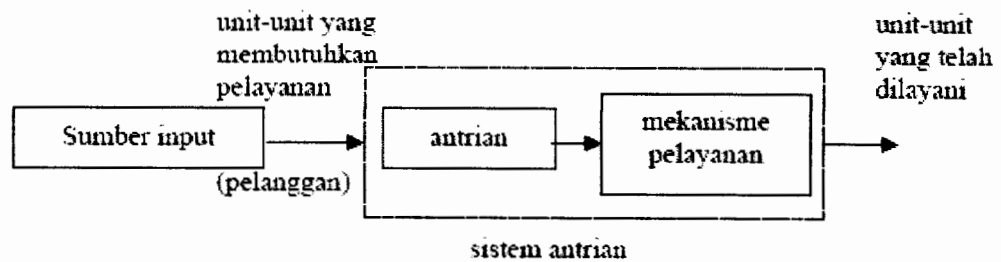 unit-unit yang
membutuhkan
pelayanan
unit-unit
yang telah
dilayani
Sumber input
antrian
mekanisme
pelayanan
(pelanggan)
sistem antrian